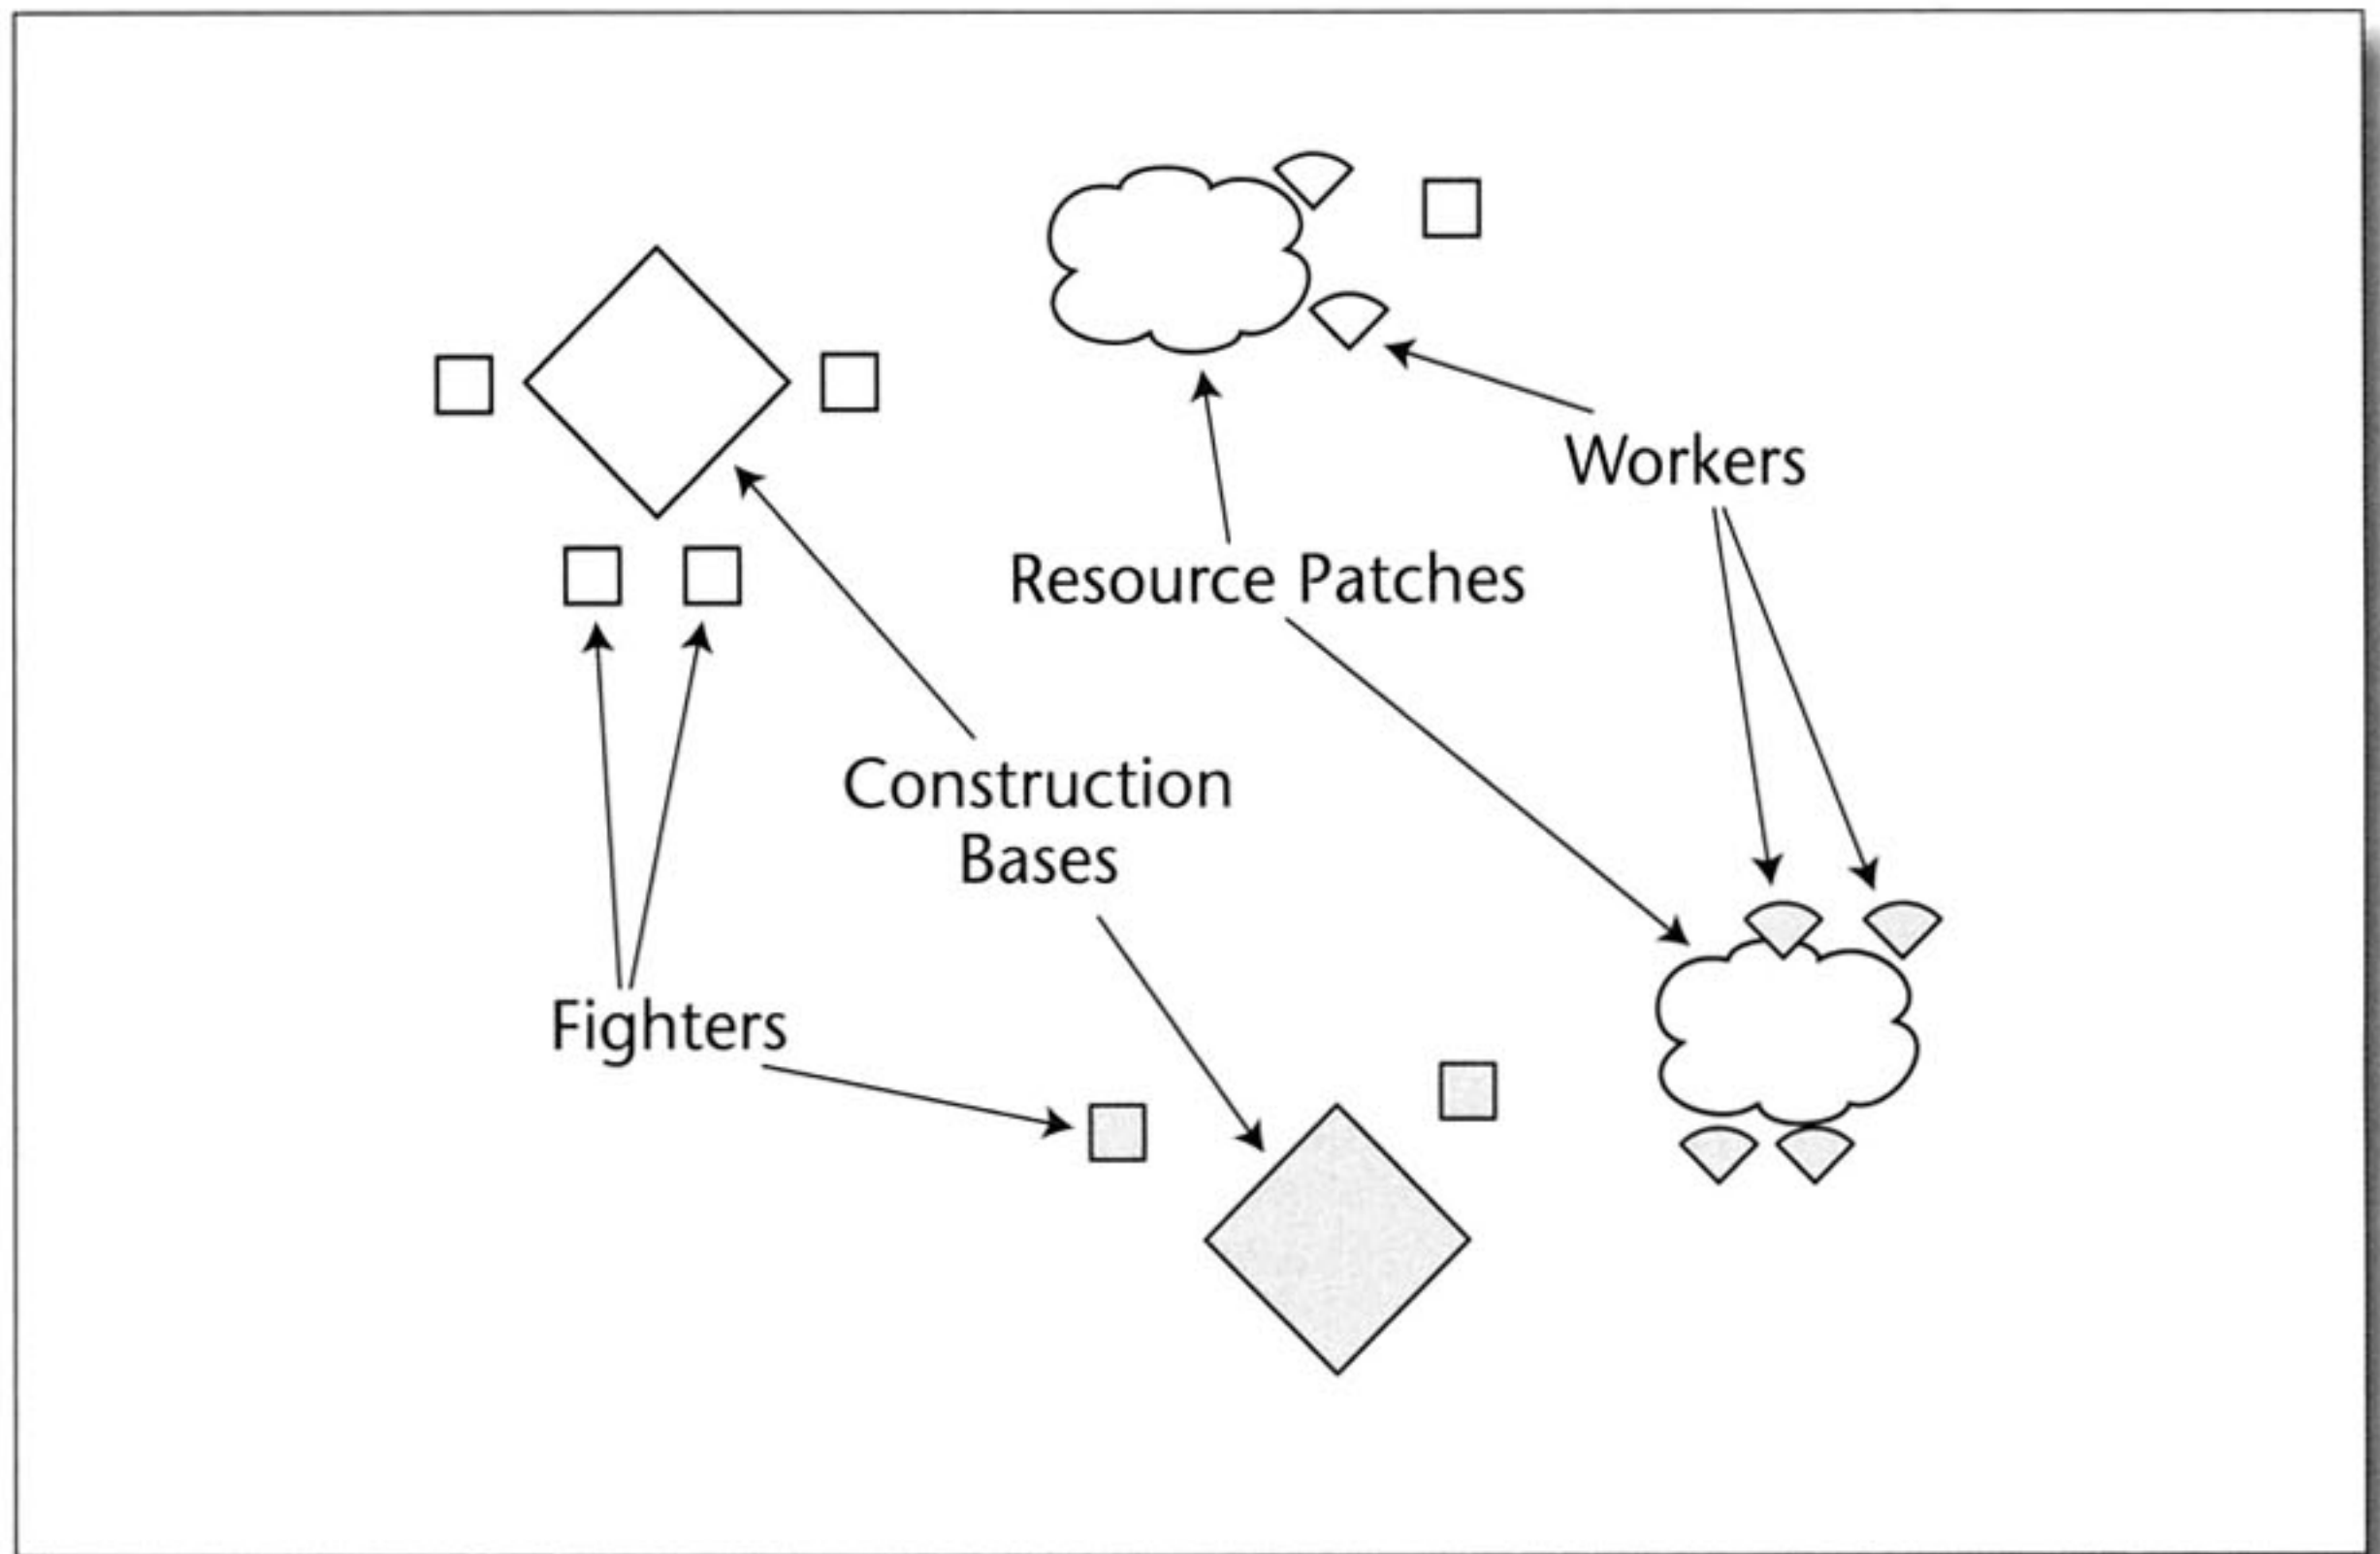 Workers
Resource Patches
Construction
Bases
Fighters